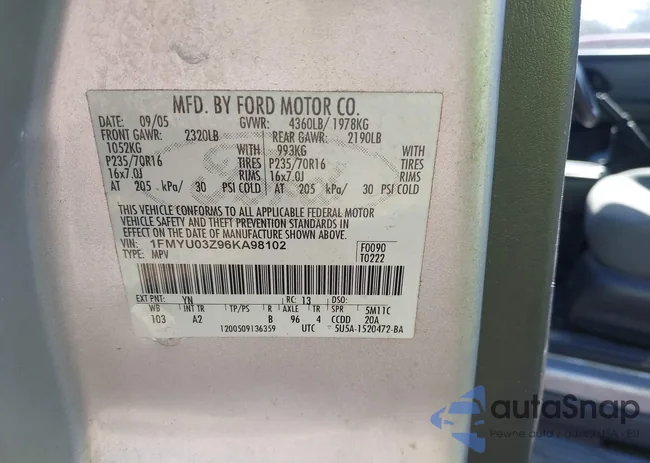 MFD. BY FORD MOTOR CO.
DATE: 09/05 GVWR: 4360LB/ 1978KG
FRONT GAWR: 2320LB REAR GAWR: 2190LB
1052KG WITH 993KG WITH
P235/70R16 TIRES P235/70R16 TIRES
16x7.0J RIMS 16x7.0J RIMS
AT 205 kPa/ 30 PSI COLD AT 205 kPa/ 30 PSI COLD
THIS VEHICLE CONFORMS TO ALL APPLICABLE FEDERAL MOTOR
VEHICLE SAFETY AND THEFT PREVENTION STANDARDS IN
EFFECT ON THE DATE OF MANUFACTURE SHOWN ABOVE.
VIN: 1FMYU03Z96KA98102 F0090
TYPE: MPV T0222
EXT PNT: YN RC: 13 DSO:
WB INT TR TP/PS R AXLE TR SPR 5M11C
103 A2 B 96 4 CCDD 20A
1200509136359 UTC 5U5A-1520472-BA
autoSnap
Pewne auto z